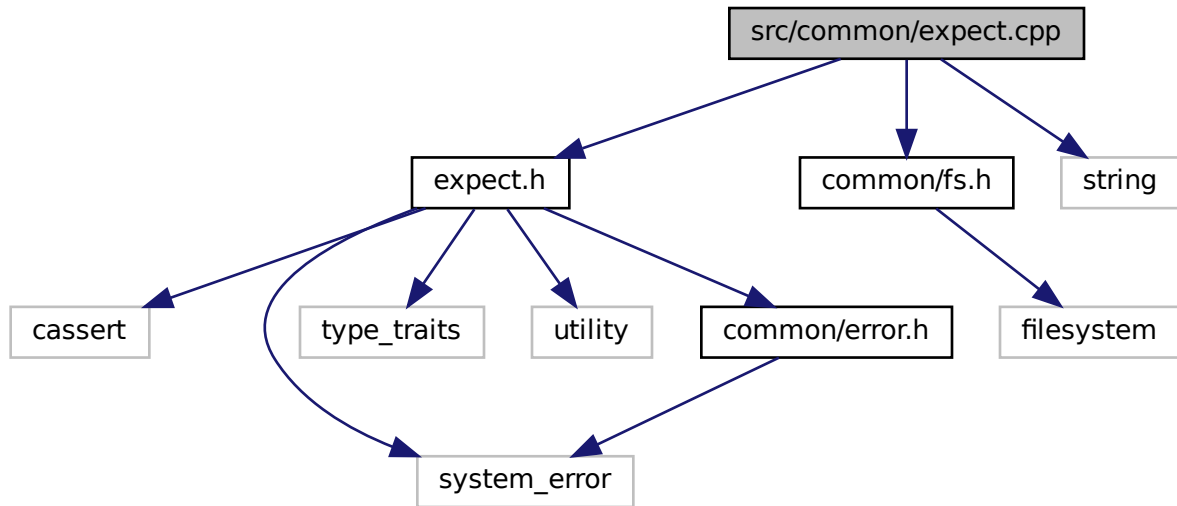 src/common/expect.cpp
expect.h
common/fs.h
string
cassert
type_traits
utility
common/error.h
filesystem
system_error